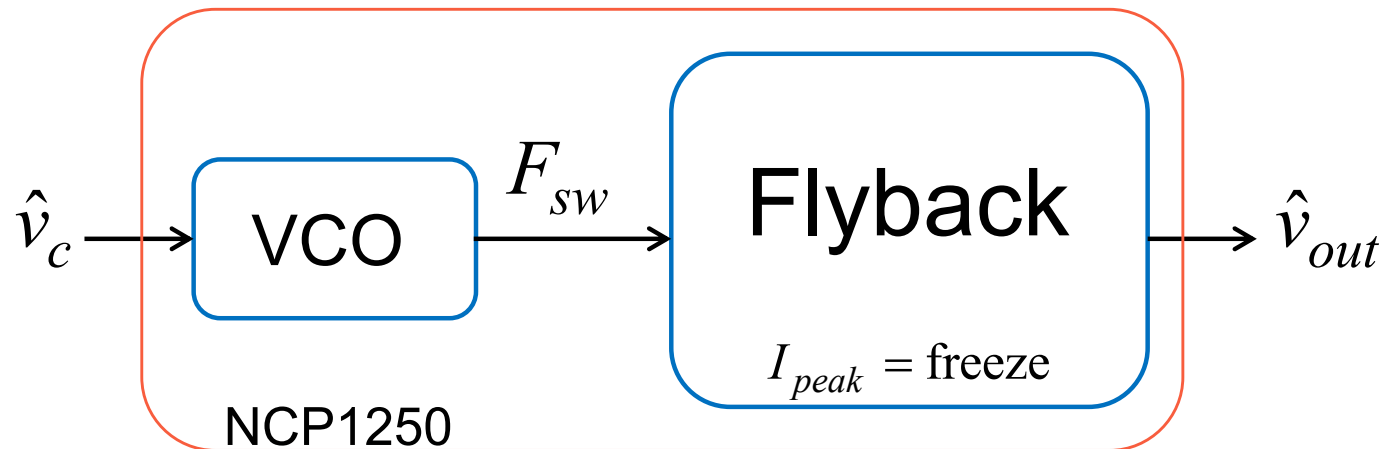 v̂_c
VCO
F_sw
Flyback
I_peak = freeze
v̂_out
NCP1250